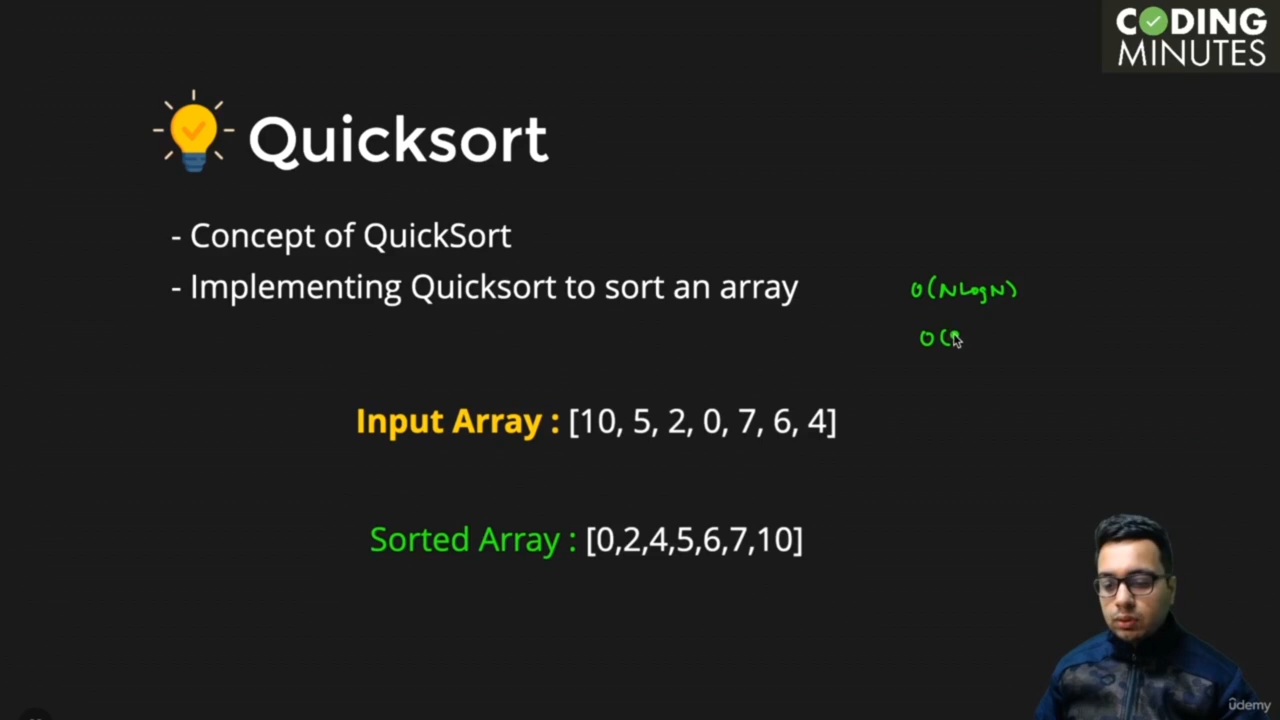 CODING
MINUTES
Quicksort
- Concept of QuickSort
- Implementing Quicksort to sort an array
O(NLogN)
O(
Input Array : [10, 5, 2, 0, 7, 6, 4]
Sorted Array : [0,2,4,5,6,7,10]
ûdemy